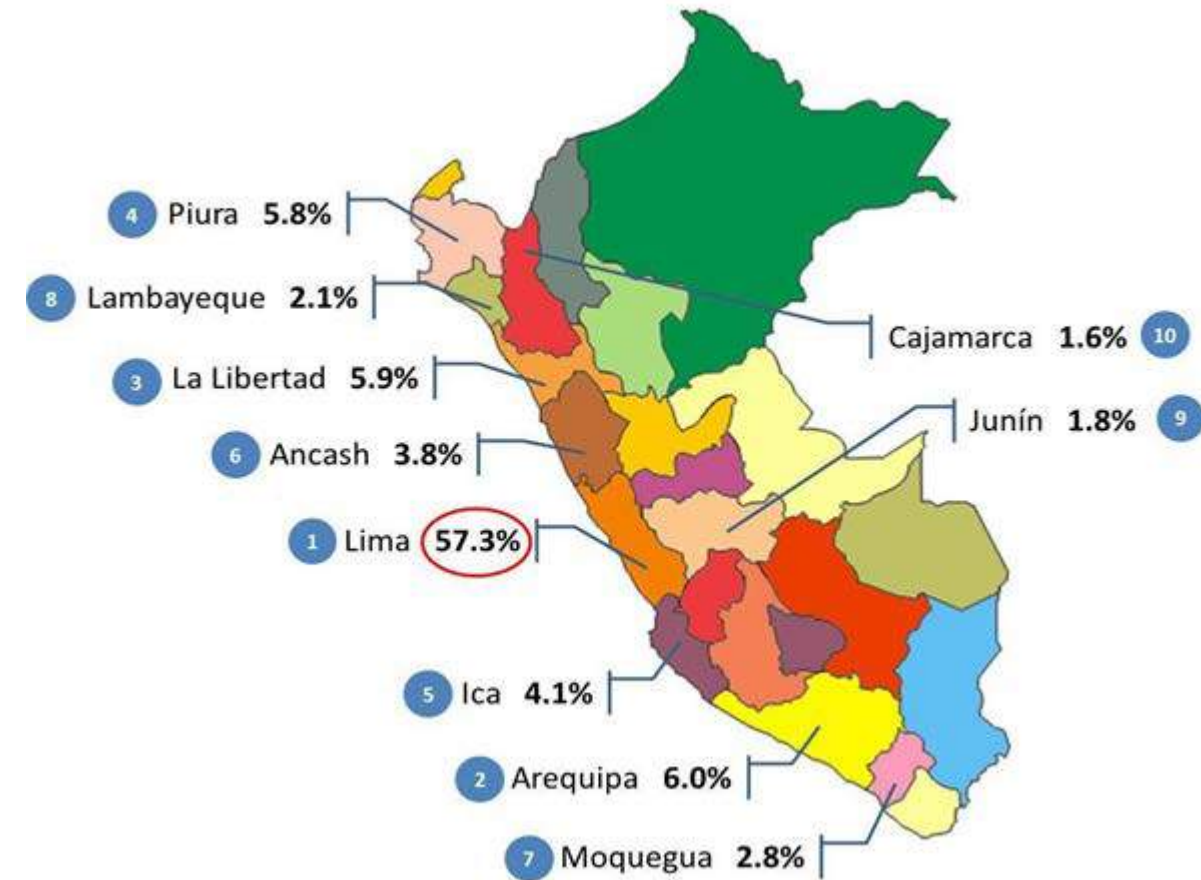 4 Piura 5.8%
8 Lambayeque 2.1%
Cajamarca 1.6% 10
3 La Libertad 5.9%
Junín 1.8% 9
6 Ancash 3.8%
1 Lima 57.3%
5 Ica 4.1%
2 Arequipa 6.0%
7 Moquegua 2.8%